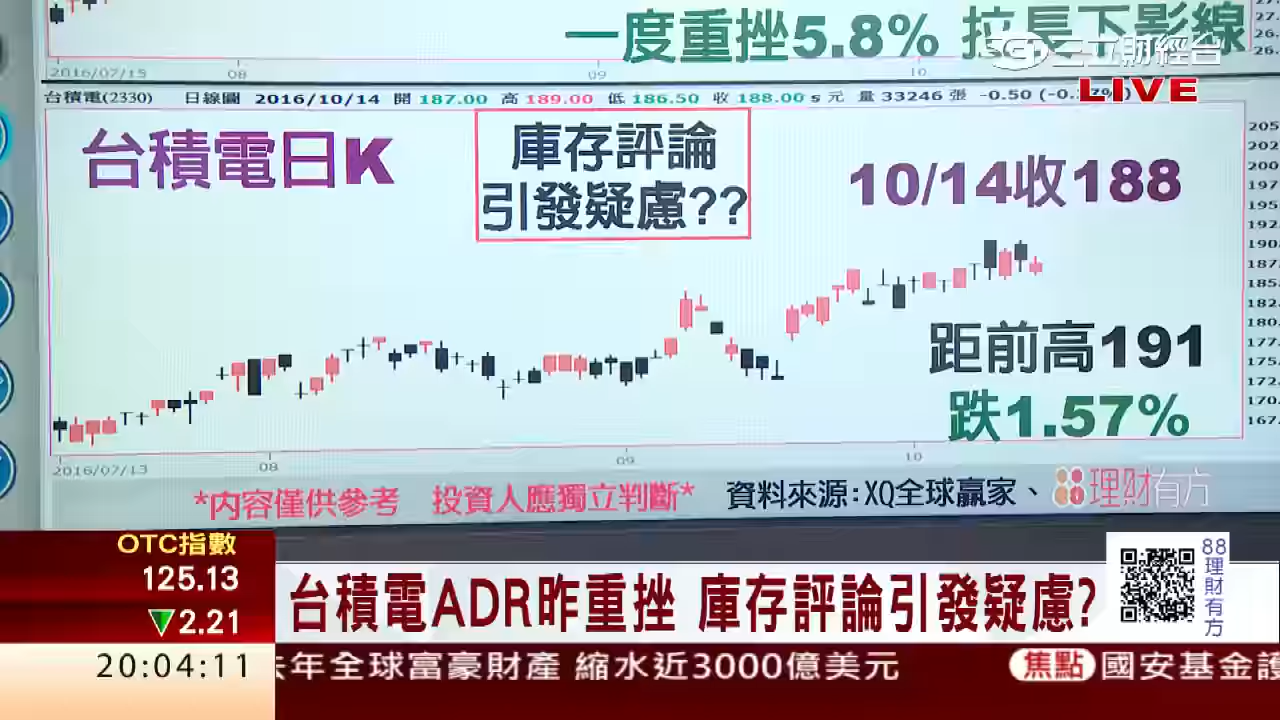 一度重挫5.8% 拉長下影線
三立財經台
LIVE
2016/07/15 08 09 10
台積電(2330) 日線圖 2016/10/14 開 187.00 高 189.00 低 186.50 收 188.00 s 元 量 33246 張 -0.50
台積電日K
庫存評論
引發疑慮??
10/14收188
距前高191
跌1.57%
2016/07/13 08 09 10
*内容僅供參考 投資人應獨立判斷*
資料來源:XQ全球贏家、
88理財有方
OTC指數
125.13
▼2.21
台積電ADR昨重挫 庫存評論引發疑慮?
88理財有方
20:04:11
年全球富豪財產 縮水近3000億美元
焦點 國安基金護